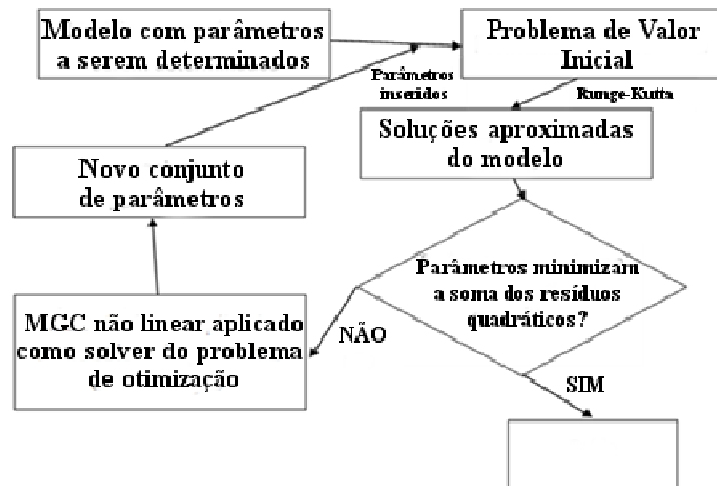 Modelo com parâmetros
a serem determinados
Problema de Valor
Inicial
Parâmetros
inseridos
Runge-Kutta
Soluções aproximadas
do modelo
Novo conjunto
de parâmetros
Parâmetros minimizam
a soma dos resíduos
quadráticos?
MGC não linear aplicado
como solver do problema
de otimização
NÃO
SIM